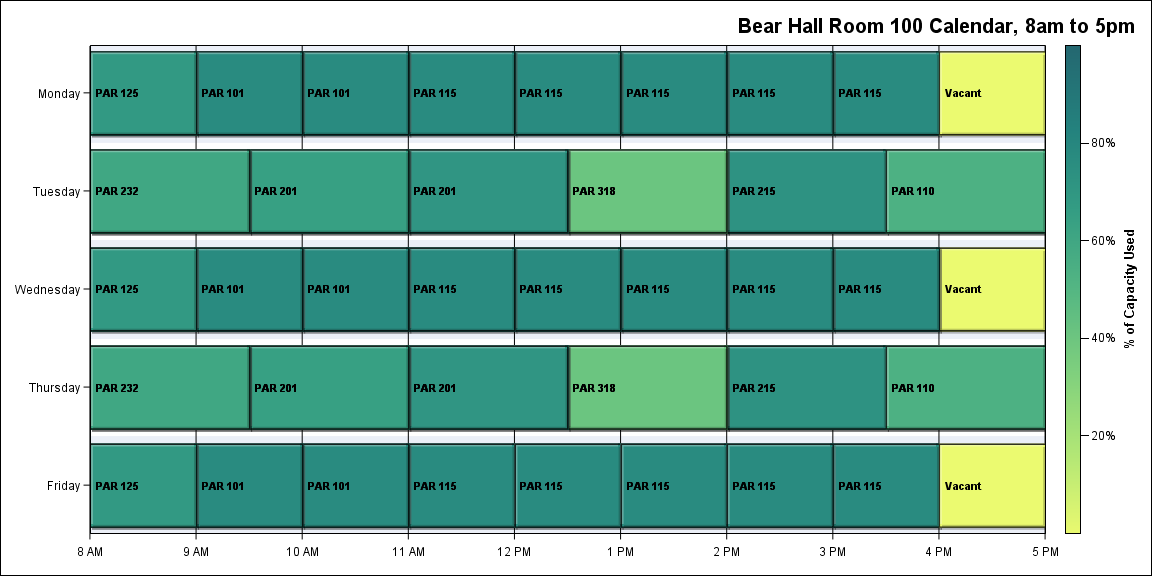 Bear Hall Room 100 Calendar, 8am to 5pm
Monday PAR 125 PAR 101 PAR 101 PAR 115 PAR 115 PAR 115 PAR 115 PAR 115 Vacant
80%
Tuesday PAR 232 PAR 201 PAR 201 PAR 318 PAR 215 PAR 110
60%
Wednesday PAR 125 PAR 101 PAR 101 PAR 115 PAR 115 PAR 115 PAR 115 PAR 115 Vacant
% of Capacity Used
40%
Thursday PAR 232 PAR 201 PAR 201 PAR 318 PAR 215 PAR 110
20%
Friday PAR 125 PAR 101 PAR 101 PAR 115 PAR 115 PAR 115 PAR 115 PAR 115 Vacant
8 AM 9 AM 10 AM 11 AM 12 PM 1 PM 2 PM 3 PM 4 PM 5 PM